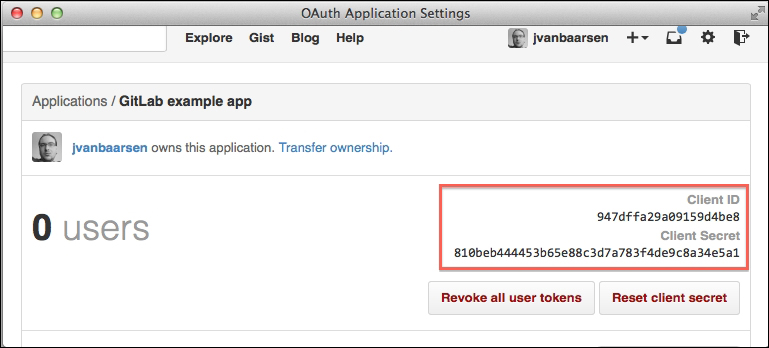 OAuth Application Settings
Explore Gist Blog Help jvanbaarsen
Applications / GitLab example app
jvanbaarsen owns this application. Transfer ownership.
0 users
Client ID
947dffa29a09159d4be8
Client Secret
810beb444453b65e88c3d7a783f4de9c8a34e5a1
Revoke all user tokens Reset client secret